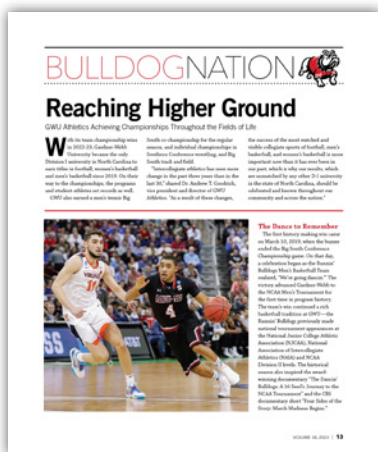 BULLDOGNATION
Reaching Higher Ground
GWU Athletics Achieving Championships Throughout the Fields of Life
With its team championship wins
in 2022-23, Gardner-Webb
University became the only
Division I university in North Carolina to
earn titles in football, women's basketball
and men's basketball since 2019. On their
way to the championships, the programs
and student-athletes set records as well.
GWU also earned a men's tennis Big
South co-championship for the regular
season, and individual championships in
Southern Conference wrestling, and Big
South track and field.
"Intercollegiate athletics has seen more
change in the past three years than in the
last 30," shared Dr. Andrew T. Goodrich,
vice president and director of GWU
Athletics. "As a result of these changes,
the success of the most watched and
visible collegiate sports of football, men's
basketball, and women's basketball is more
important now than it has ever been in
our past, which is why our results, which
are unmatched by any other D-I university
in the state of North Carolina, should be
celebrated and known throughout our
community and across the nation."
The Dance to Remember
The first history making win came
on March 10, 2019, when the buzzer
ended the Big South Conference
Championship game. On that day,
a celebration began as the Runnin'
Bulldogs Men's Basketball Team
realized, "We're going dancin'." The
victory advanced Gardner-Webb to
the NCAA Men's Tournament for
the first time in program history.
The team's win continued a rich
basketball tradition at GWU—the
Runnin' Bulldogs previously made
national tournament appearances at
the National Junior College Athletic
Association (NJCAA), National
Association of Intercollegiate
Athletics (NAIA) and NCAA
Division II levels. The historical
season also inspired the award-
winning documentary "The Dancin'
Bulldogs: A 16 Seed's Journey to the
NCAA Tournament" and the CBS
documentary short "Four Sides of the
Story: March Madness Begins."
VIRGINIA
11
4
VOLUME 18, 2023 | 13